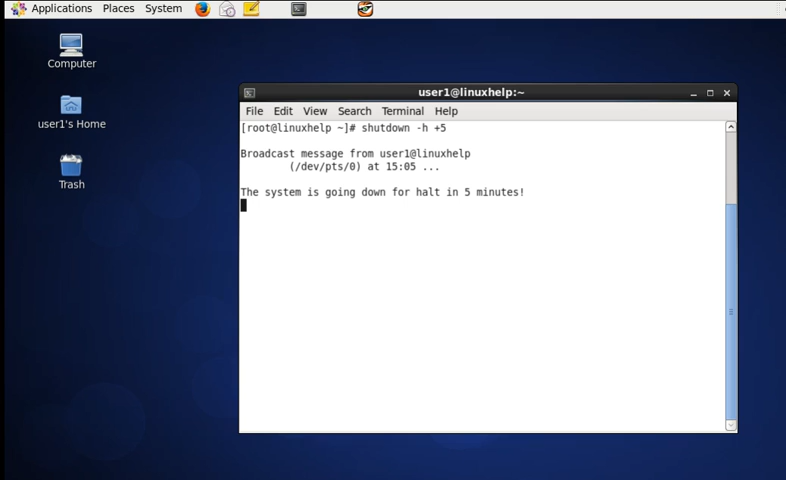 Applications Places System
Computer
user1's Home
Trash
user1@linuxhelp:~
File Edit View Search Terminal Help
[root@linuxhelp ~]# shutdown -h +5
Broadcast message from user1@linuxhelp
(/dev/pts/0) at 15:05 ...
The system is going down for halt in 5 minutes!